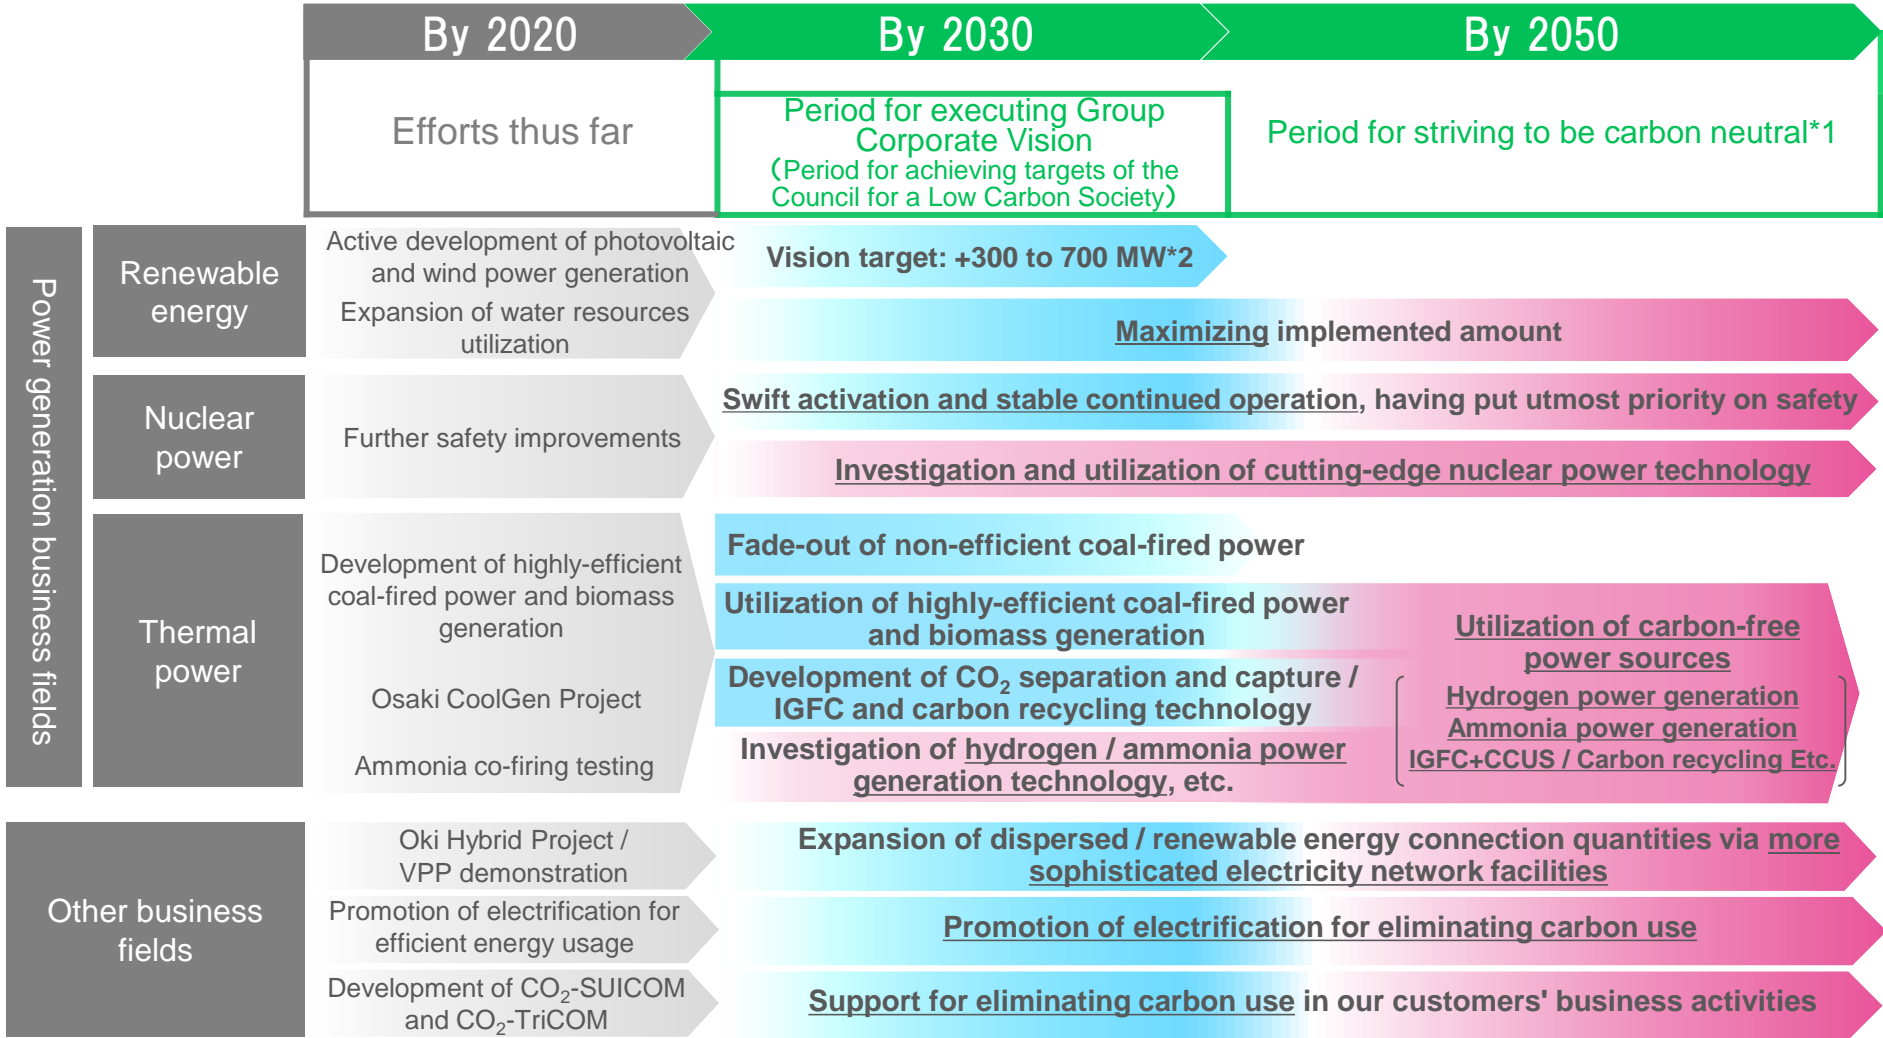 By 2020
By 2030
By 2050
Efforts thus far
Period for executing Group
Corporate Vision
(Period for achieving targets of the
Council for a Low Carbon Society)
Period for striving to be carbon neutral*1
Power generation business fields
Renewable
energy
Active development of photovoltaic
and wind power generation
Expansion of water resources
utilization
Vision target: +300 to 700 MW*2
Maximizing implemented amount
Nuclear
power
Further safety improvements
Swift activation and stable continued operation, having put utmost priority on safety
Investigation and utilization of cutting-edge nuclear power technology
Thermal
power
Development of highly-efficient
coal-fired power and biomass
generation
Osaki CoolGen Project
Ammonia co-firing testing
Fade-out of non-efficient coal-fired power
Utilization of highly-efficient coal-fired power
and biomass generation
Development of CO₂ separation and capture /
IGFC and carbon recycling technology
Investigation of hydrogen / ammonia power
generation technology, etc.
Utilization of carbon-free
power sources
Hydrogen power generation
Ammonia power generation
IGFC+CCUS / Carbon recycling Etc.
Other business
fields
Oki Hybrid Project /
VPP demonstration
Expansion of dispersed / renewable energy connection quantities via more
sophisticated electricity network facilities
Promotion of electrification for
efficient energy usage
Promotion of electrification for eliminating carbon use
Development of CO₂-SUICOM
and CO₂-TriCOM
Support for eliminating carbon use in our customers' business activities